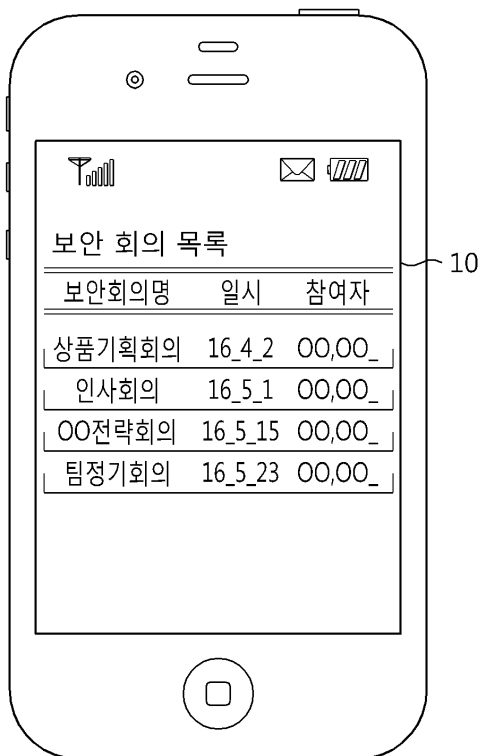 보안 회의 목록
10
보안회의명 일시 참여자
상품기획회의 16_4_2 OO,OO_
인사회의 16_5_1 OO,OO_
OO전략회의 16_5_15 OO,OO_
팀정기회의 16_5_23 OO,OO_